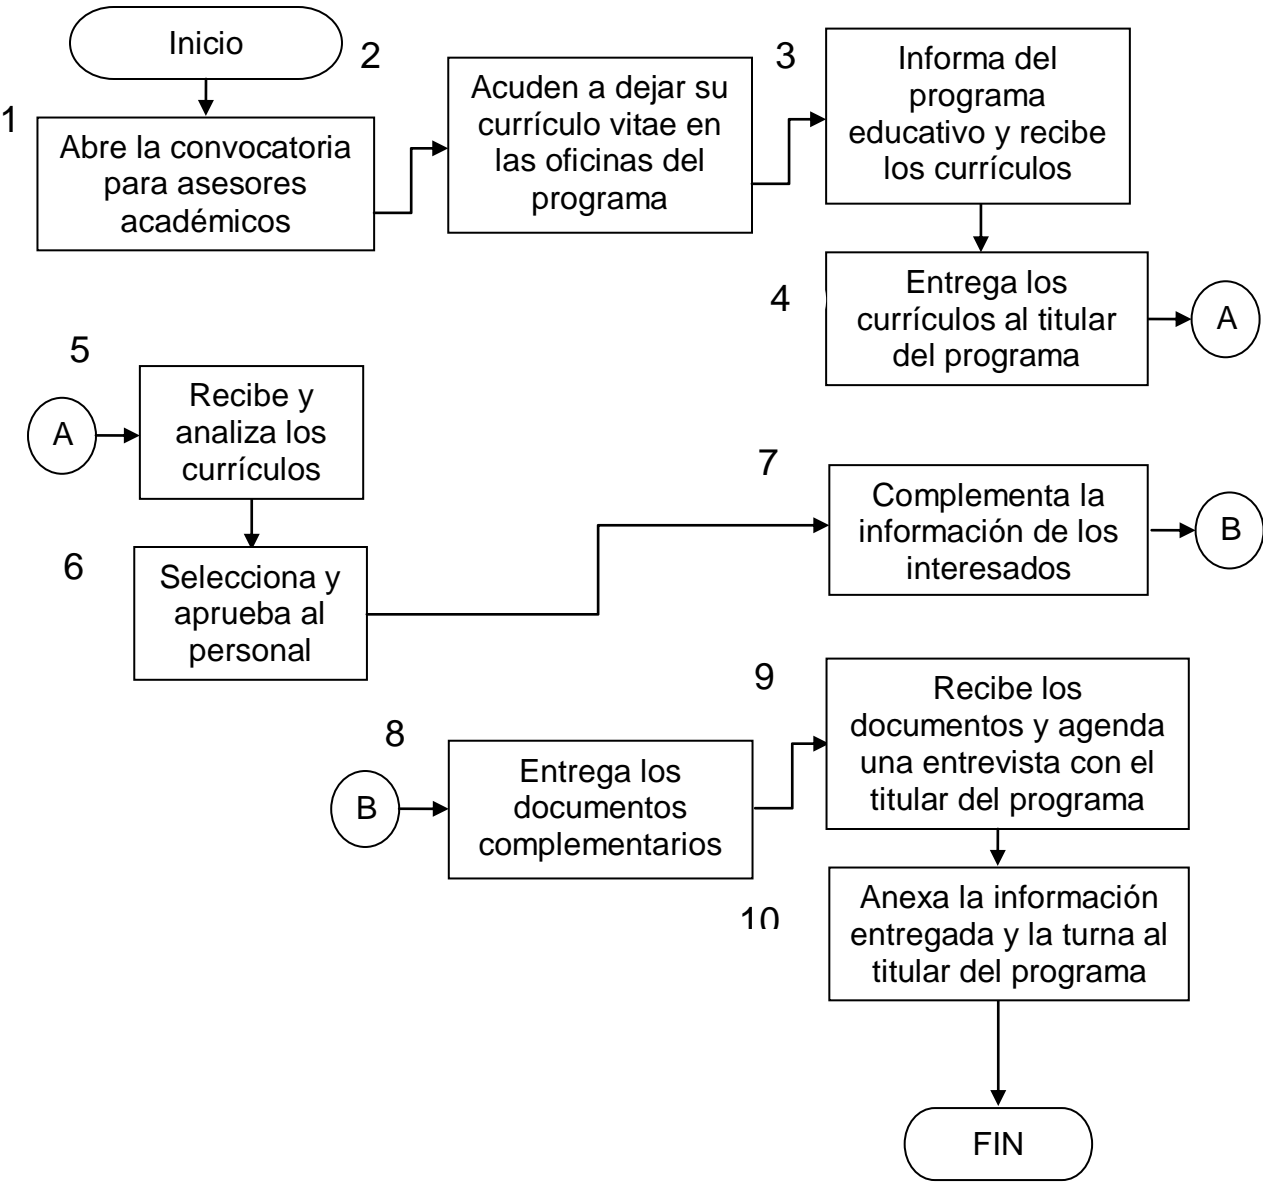 Inicio
1
Abre la convocatoria
para asesores
académicos
2
Acuden a dejar su
currículo vitae en
las oficinas del
programa
3
Informa del
programa
educativo y recibe
los currículos
4
Entrega los
currículos al titular
del programa
A
A
5
Recibe y
analiza los
currículos
6
Selecciona y
aprueba al
personal
7
Complementa la
información de los
interesados
B
B
8
Entrega los
documentos
complementarios
9
Recibe los
documentos y agenda
una entrevista con el
titular del programa
10
Anexa la información
entregada y la turna al
titular del programa
FIN